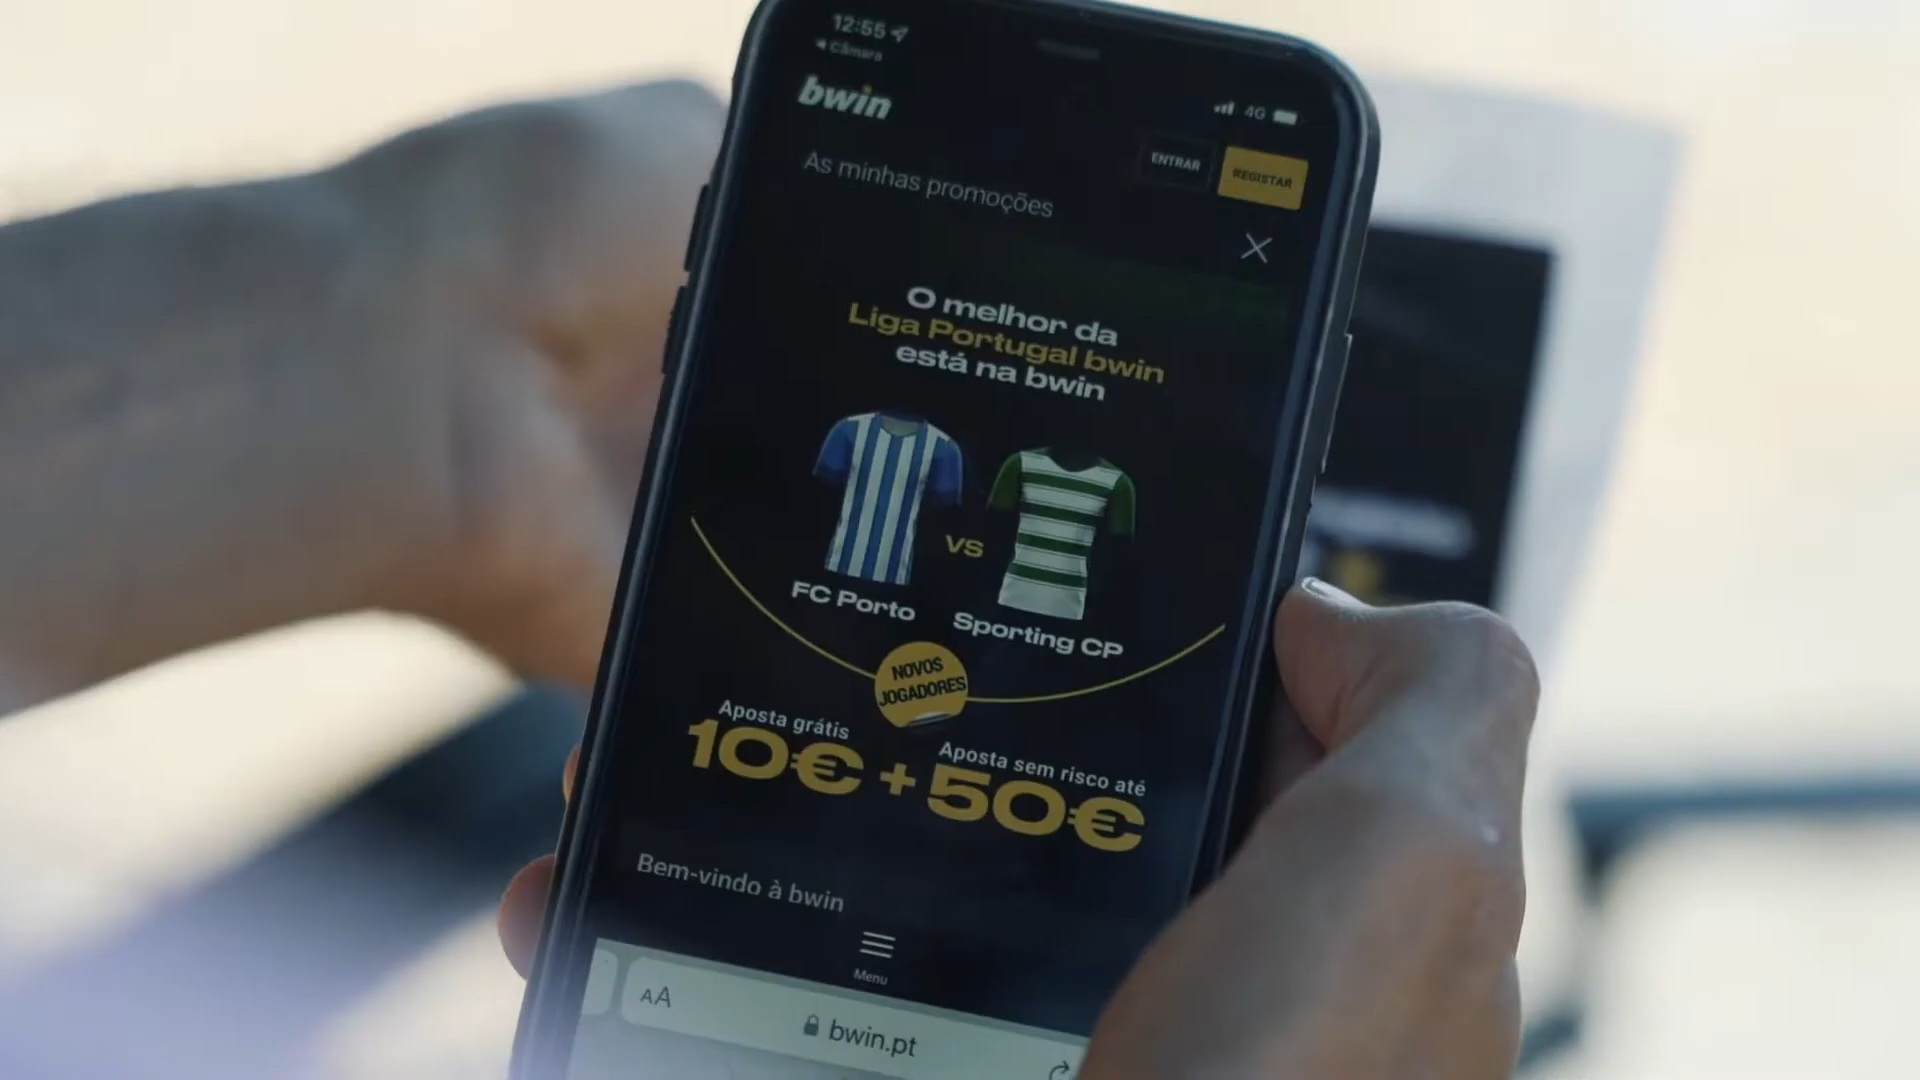 12:55
Câmara
4G
bwin
ENTRAR
REGISTAR
As minhas promoções
O melhor da
Liga Portugal bwin
está na bwin
VS
FC Porto
Sporting CP
NOVOS
JOGADORES
Aposta grátis
10€
+
Aposta sem risco até
50€
Bem-vindo à bwin
Menu
AA
bwin.pt